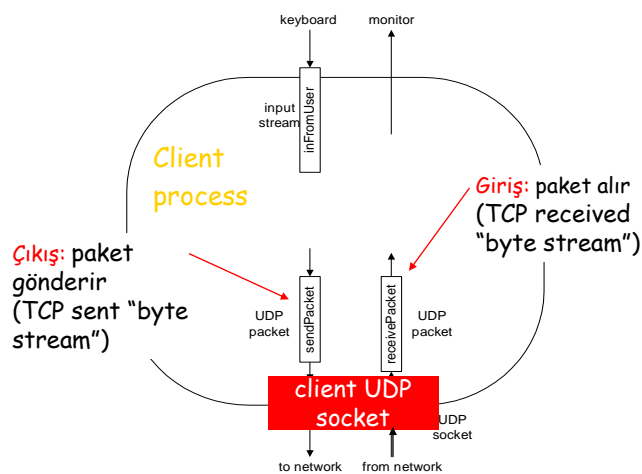 keyboard
monitor
input
stream
inFromUser
Client
process
Giriş: paket alır
(TCP received
“byte stream”)
Çıkış: paket
gönderir
(TCP sent “byte
stream”)
UDP
packet
sendPacket
receivePacket
UDP
packet
client UDP
socket
UDP
socket
to network
from network